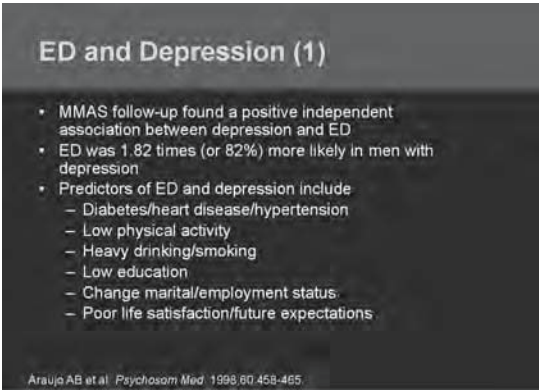 ED and Depression (1)
• MMAS follow-up found a positive independent
association between depression and ED
• ED was 1.82 times (or 82%) more likely in men with
depression
• Predictors of ED and depression include
– Diabetes/heart disease/hypertension
– Low physical activity
– Heavy drinking/smoking
– Low education
– Change marital/employment status
– Poor life satisfaction/future expectations
Araujo AB et al. Psychosom Med 1998;60:458-465.